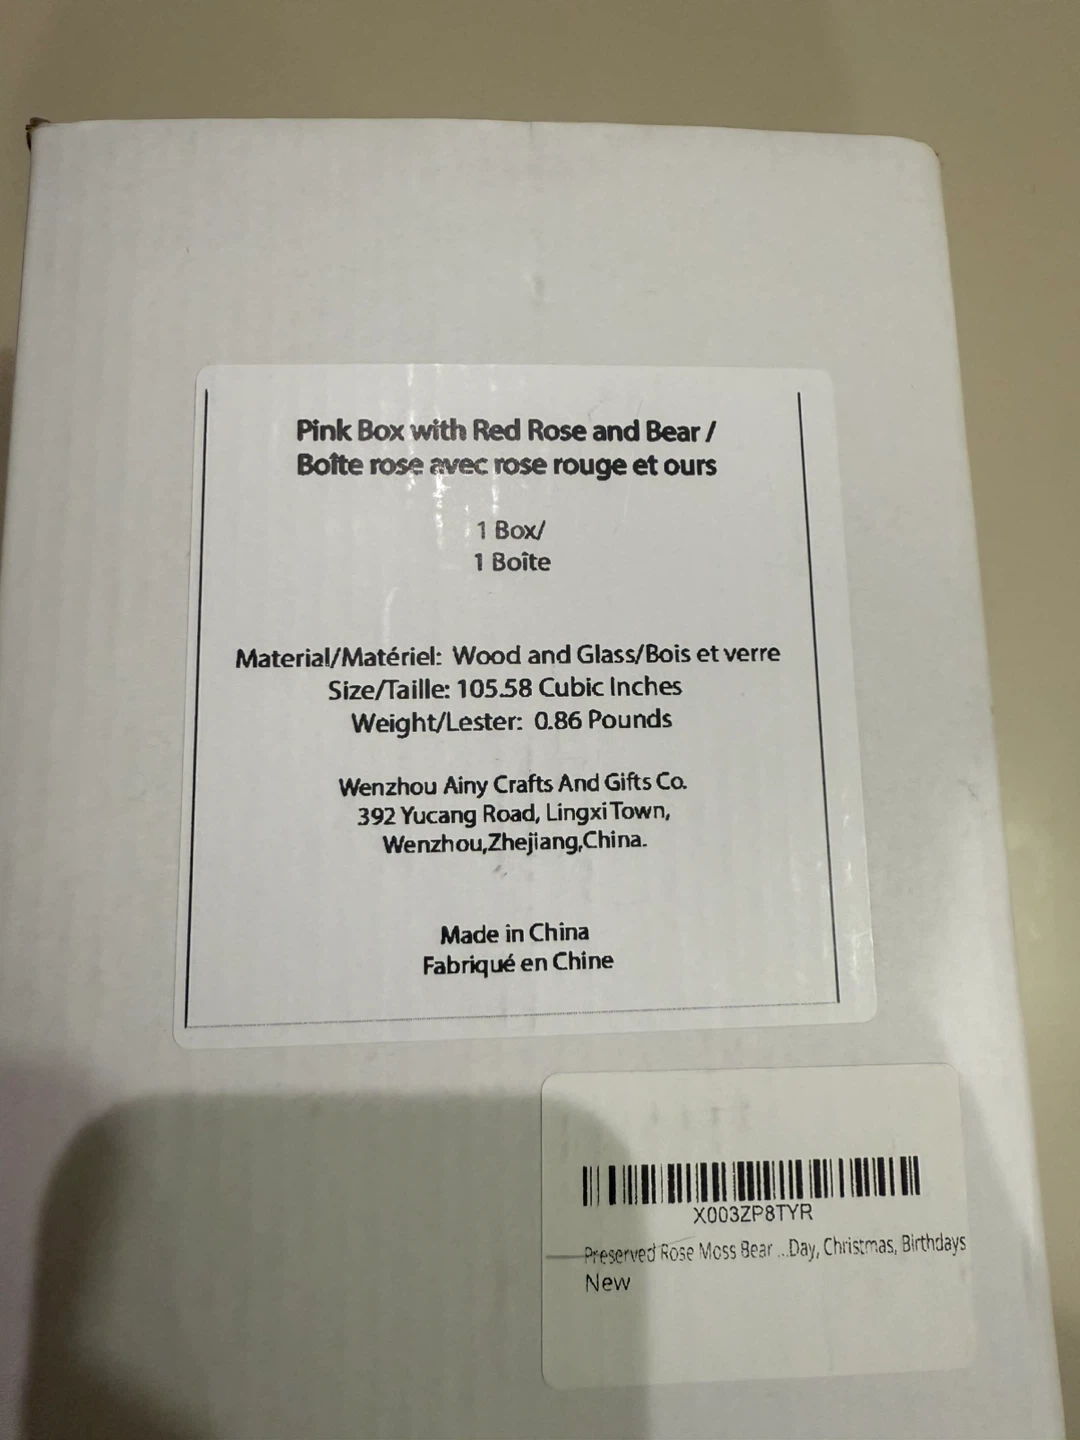 Pink Box with Red Rose and Bear /
Boîte rose avec rose rouge et ours
1 Box/
1 Boîte
Material/Matériel: Wood and Glass/Bois et verre
Size/Taille: 105.58 Cubic Inches
Weight/Lester: 0.86 Pounds
Wenzhou Ainy Crafts And Gifts Co.
392 Yucang Road, Lingxi Town,
Wenzhou,Zhejiang,China.
Made in China
Fabriqué en Chine
X003ZP8TYR
Preserved Rose Moss Bear ...Day, Christmas, Birthdays
New